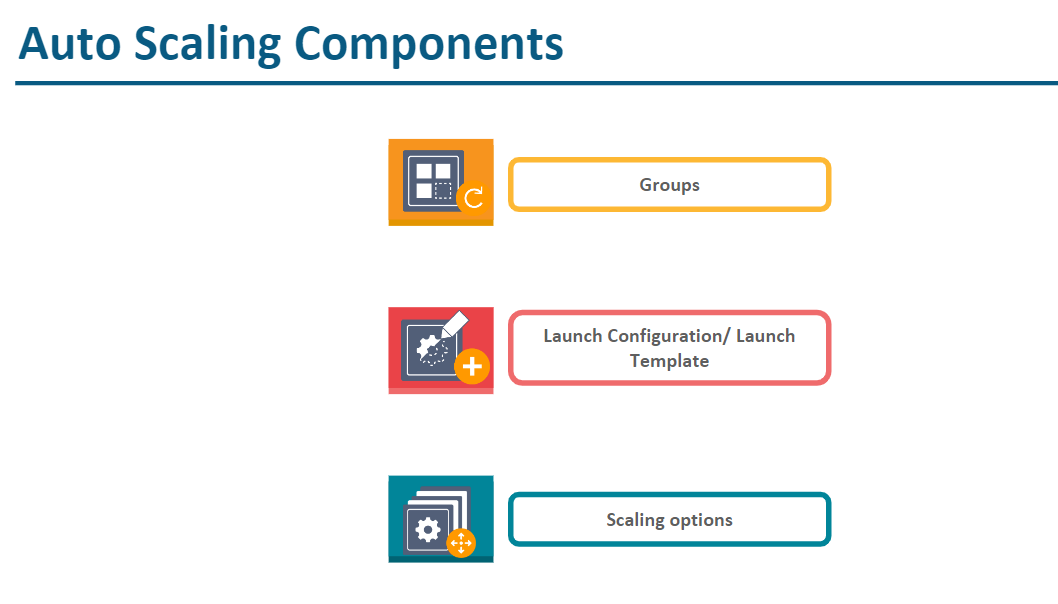 Auto Scaling Components
Groups
Launch Configuration/ Launch
Template
Scaling options